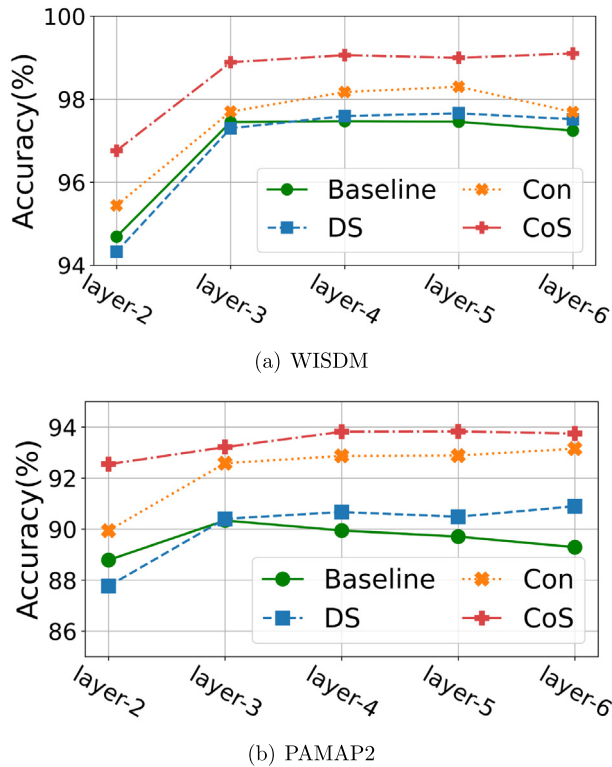 100
98
96
94
Accuracy(%)
Baseline
DS
Con
CoS
layer-2
layer-3
layer-4
layer-5
layer-6
(a) WISDM
94
92
90
88
86
Accuracy(%)
Baseline
DS
Con
CoS
layer-2
layer-3
layer-4
layer-5
layer-6
(b) PAMAP2